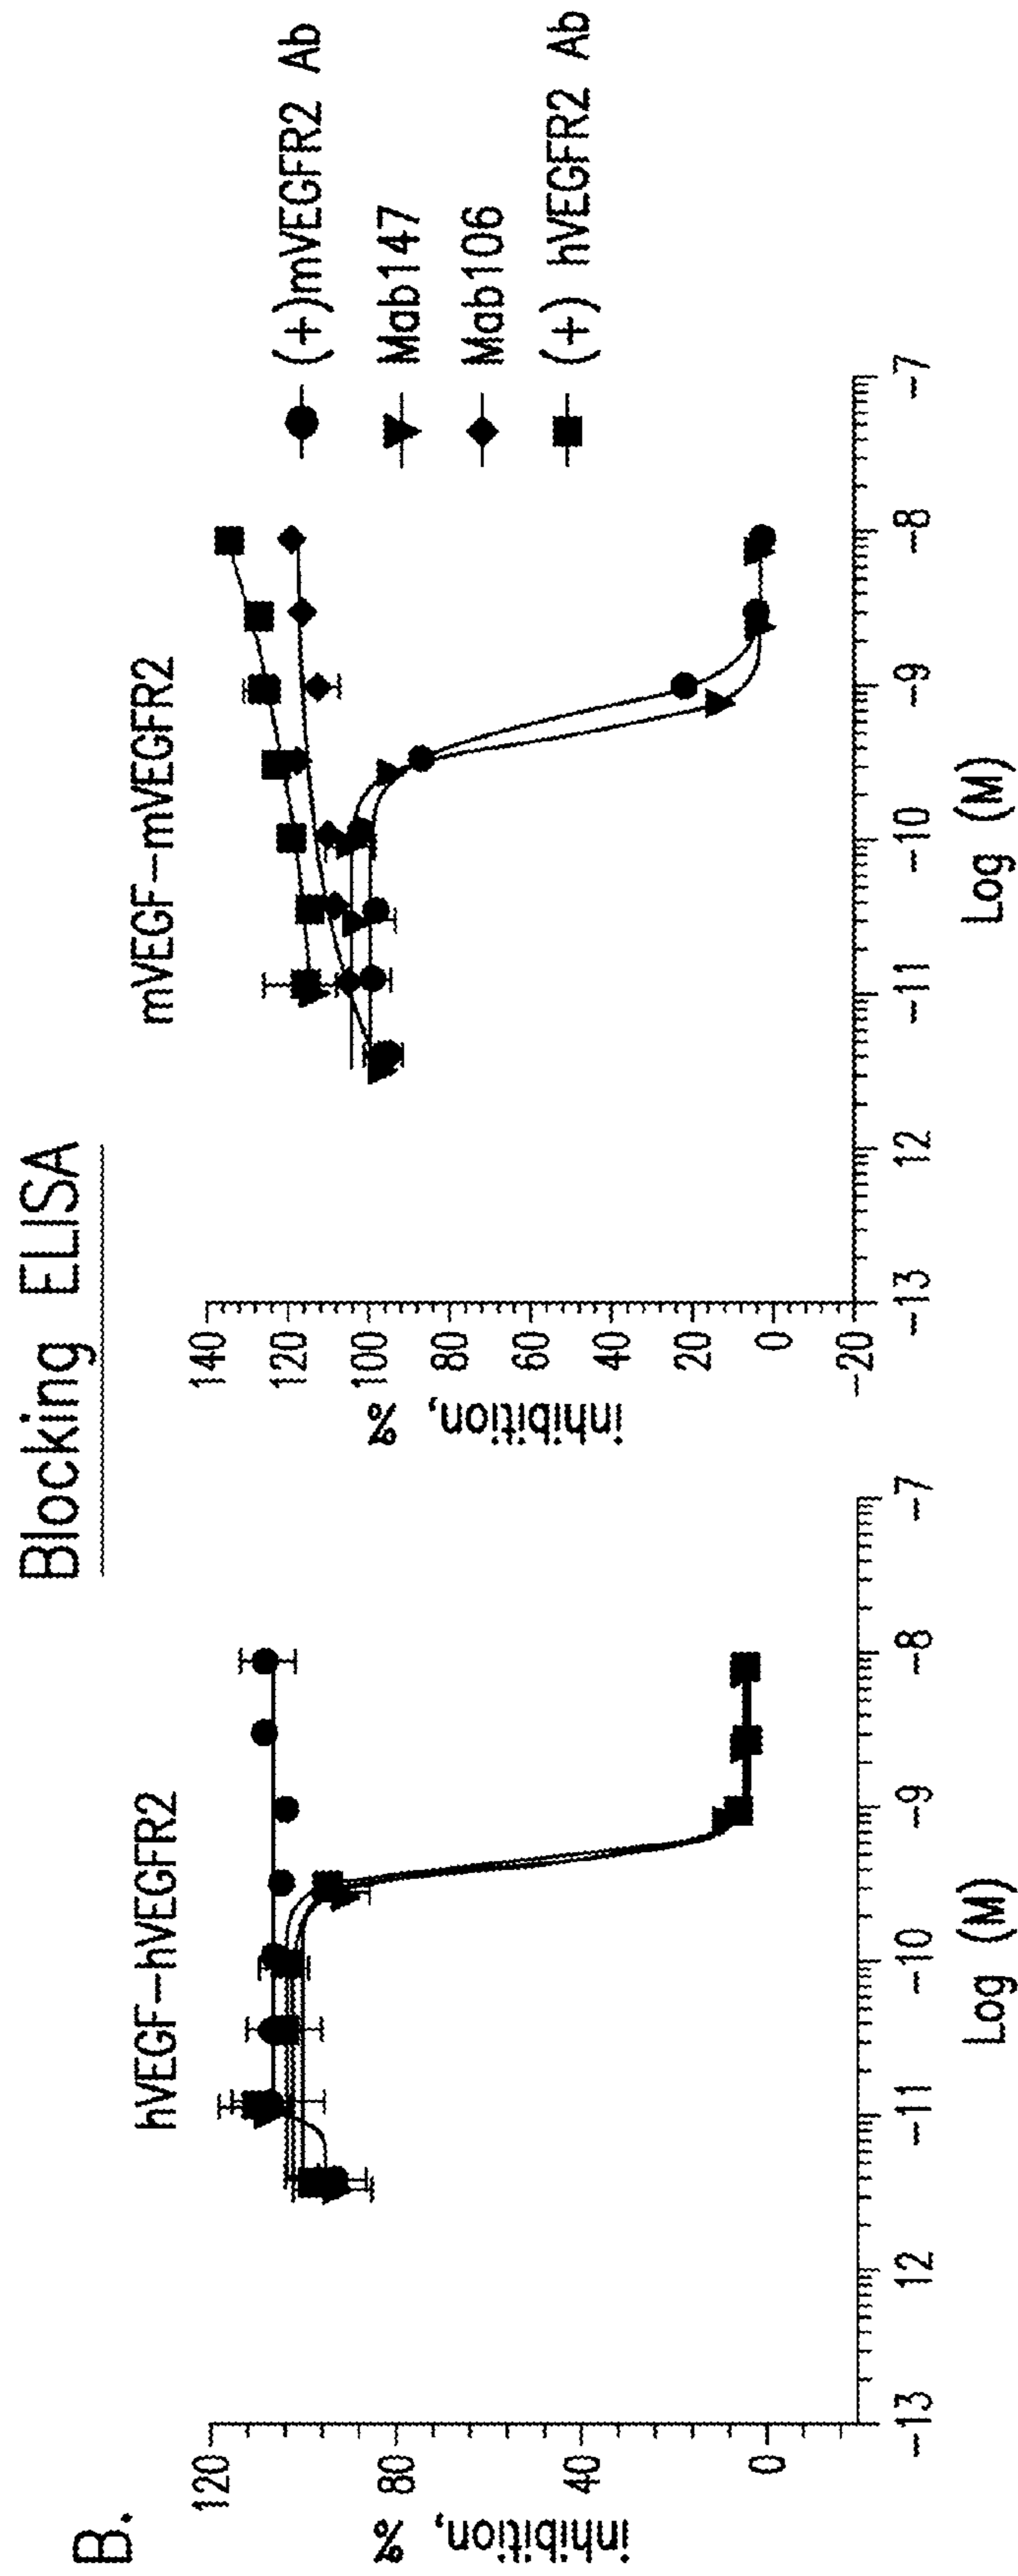 B.
Blocking ELISA
hVEGF-hVEGFR2
inhibition, %
120
80
40
0
-13
12
-11
-10
-9
-8
-7
Log (M)
mVEGF-mVEGFR2
inhibition, %
140
120
100
80
60
40
20
0
-20
-13
12
-11
-10
-9
-8
-7
Log (M)
(+)mVEGFR2 Ab
Mab147
Mab106
(+) hVEGFR2 Ab